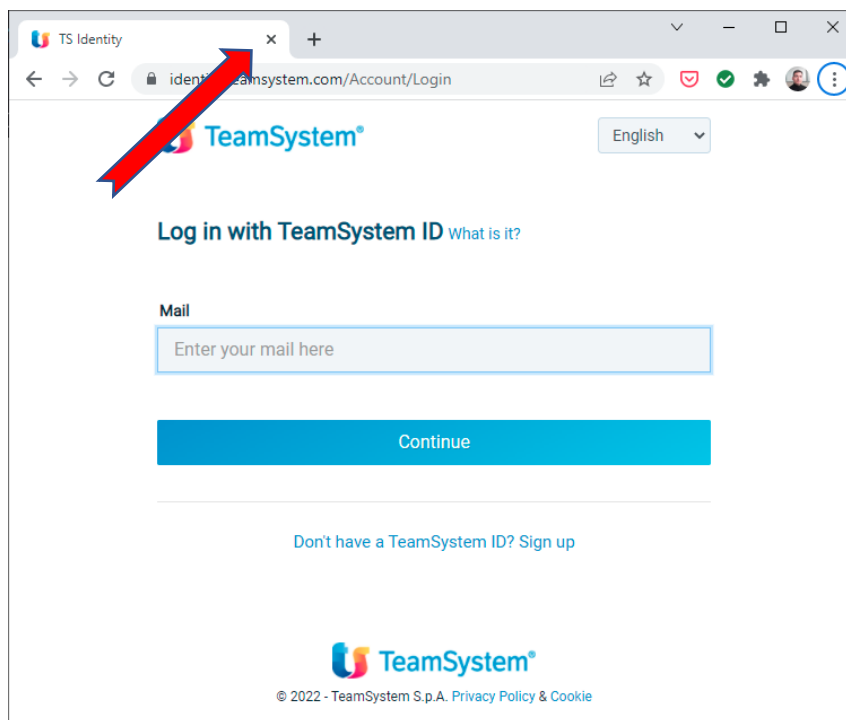 TS Identity
identi eamsystem.com/Account/Login
TeamSystem®
English
Log in with TeamSystem ID What is it?
Mail
Enter your mail here
Continue
Don't have a TeamSystem ID? Sign up
TeamSystem®
© 2022 - TeamSystem S.p.A. Privacy Policy & Cookie